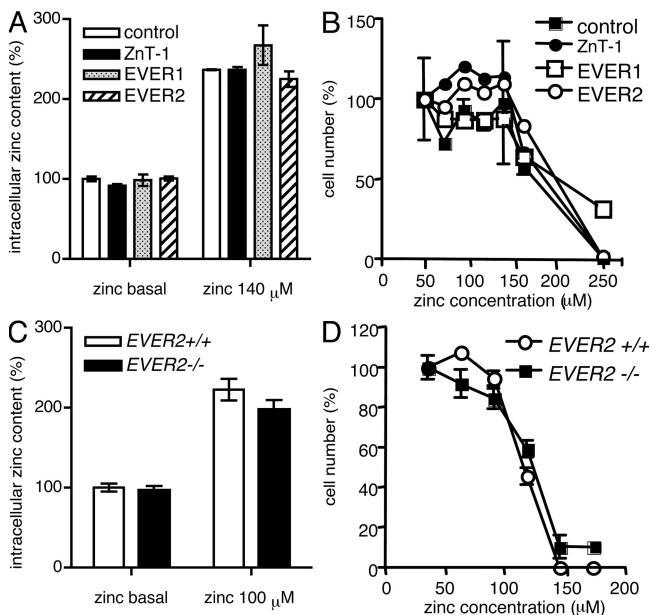 A
intracellular zinc content (%)
300
200
100
0
control
ZnT-1
EVER1
EVER2
zinc basal
zinc 140 µM
B
cell number (%)
150
100
50
0
control
ZnT-1
EVER1
EVER2
0 50 100 150 200 250
zinc concentration (µM)
C
intracellular zinc content (%)
300
200
100
0
EVER2+/+
EVER2-/-
zinc basal
zinc 100 µM
D
cell number (%)
120
100
80
60
40
20
0
EVER2 +/+
EVER2 -/-
0 50 100 150 200
zinc concentration (µM)